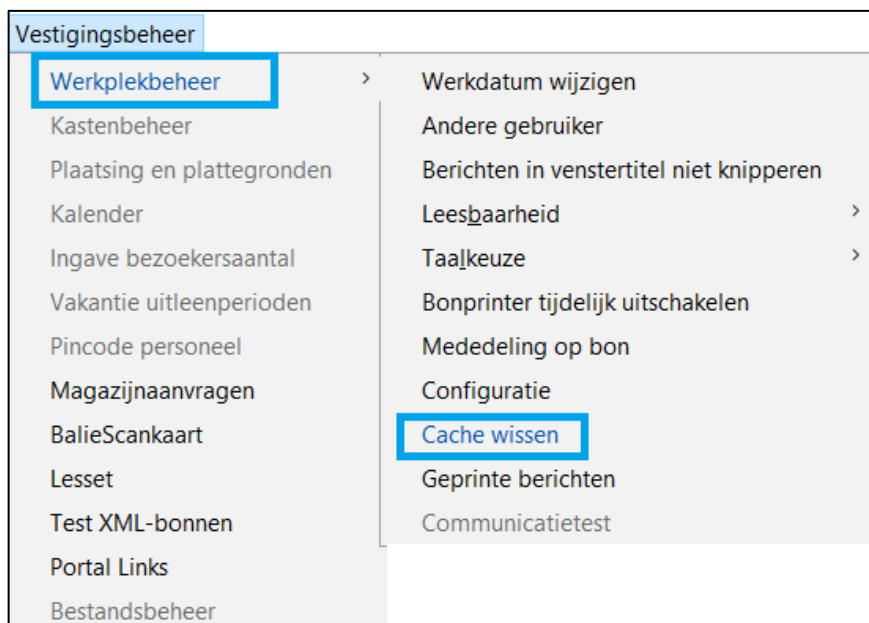 Vestigingsbeheer
Werkplekbeheer
Kastenbeheer
Plaatsing en plattegronden
Kalender
Ingave bezoekersaantal
Vakantie uitleenperioden
Pincode personeel
Magazijnaanvragen
BalieScankaart
Lesset
Test XML-bonnen
Portal Links
Bestandsbeheer
Werkdatum wijzigen
Andere gebruiker
Berichten in venstertitel niet knipperen
Leesbaarheid
Taalkeuze
Bonprinter tijdelijk uitschakelen
Mededeling op bon
Configuratie
Cache wissen
Geprinte berichten
Communicatietest